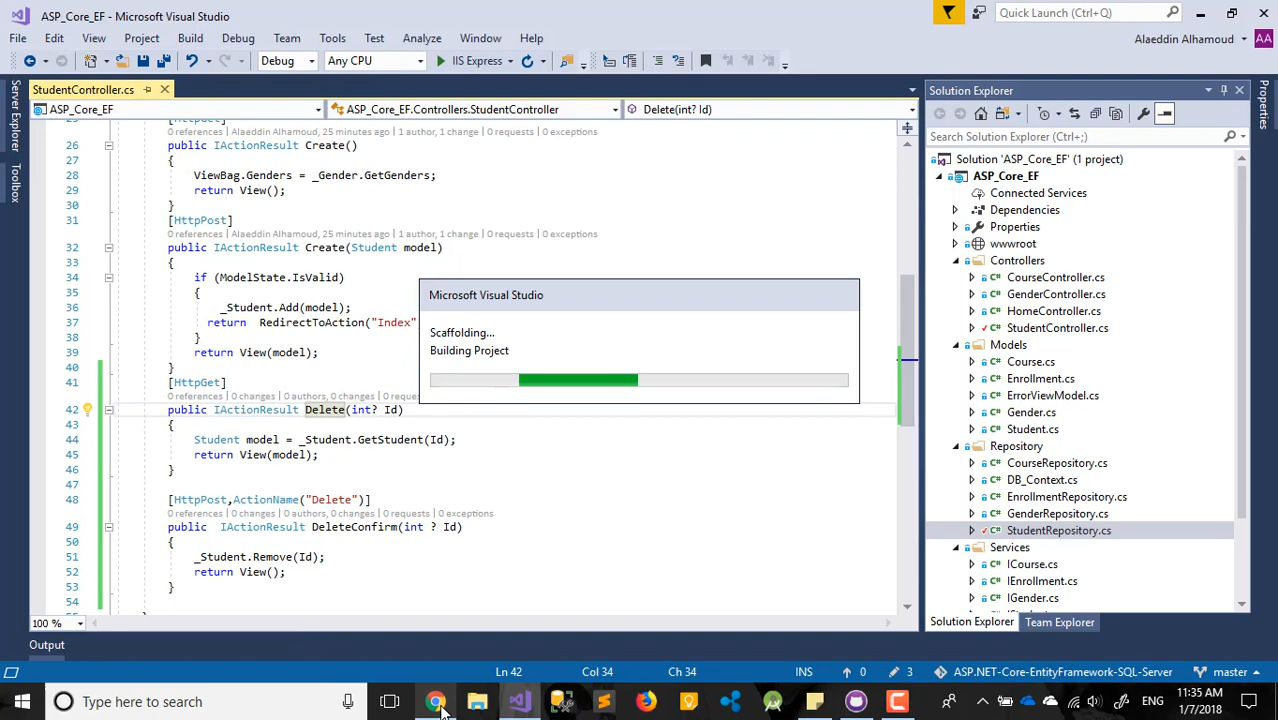 ASP_Core_EF - Microsoft Visual Studio
Quick Launch (Ctrl+Q)
File Edit View Project Build Debug Team Tools Test Analyze Window Help
Alaeddin Alhamoud AA
Debug Any CPU IIS Express
Server Explorer
Toolbox
StudentController.cs
ASP_Core_EF ASP_Core_EF.Controllers.StudentController Delete(int? Id)
0 references | Alaeddin Alhamoud, 25 minutes ago | 1 author, 1 change | 0 requests | 0 exceptions
26 public IActionResult Create()
27 {
28 ViewBag.Genders = _Gender.GetGenders;
29 return View();
30 }
31 [HttpPost]
0 references | Alaeddin Alhamoud, 25 minutes ago | 1 author, 1 change | 0 requests | 0 exceptions
32 public IActionResult Create(Student model)
33 {
34 if (ModelState.IsValid)
35 {
36 _Student.Add(model);
37 return RedirectToAction("Index"
38 }
39 return View(model);
40 }
41 [HttpGet]
0 references | 0 changes | 0 authors, 0 changes | 0 reque
42 public IActionResult Delete(int? Id)
43 {
44 Student model = _Student.GetStudent(Id);
45 return View(model);
46 }
47
48 [HttpPost,ActionName("Delete")]
0 references | 0 changes | 0 authors, 0 changes | 0 requests | 0 exceptions
49 public IActionResult DeleteConfirm(int ? Id)
50 {
51 _Student.Remove(Id);
52 return View();
53 }
54
100 %
Microsoft Visual Studio
Scaffolding...
Building Project
Solution Explorer
Search Solution Explorer (Ctrl+;)
Solution 'ASP_Core_EF' (1 project)
ASP_Core_EF
Connected Services
Dependencies
Properties
wwwroot
Controllers
C# CourseController.cs
C# GenderController.cs
C# HomeController.cs
C# StudentController.cs
Models
C# Course.cs
C# Enrollment.cs
C# ErrorViewModel.cs
C# Gender.cs
C# Student.cs
Repository
C# CourseRepository.cs
C# DB_Context.cs
C# EnrollmentRepository.cs
C# GenderRepository.cs
C# StudentRepository.cs
Services
C# ICourse.cs
C# IEnrollment.cs
C# IGender.cs
Solution Explorer Team Explorer
Properties
Output
Ln 42 Col 34 Ch 34 INS 0 3 ASP.NET-Core-EntityFramework-SQL-Server master
Type here to search
ENG
11:35 AM
1/7/2018